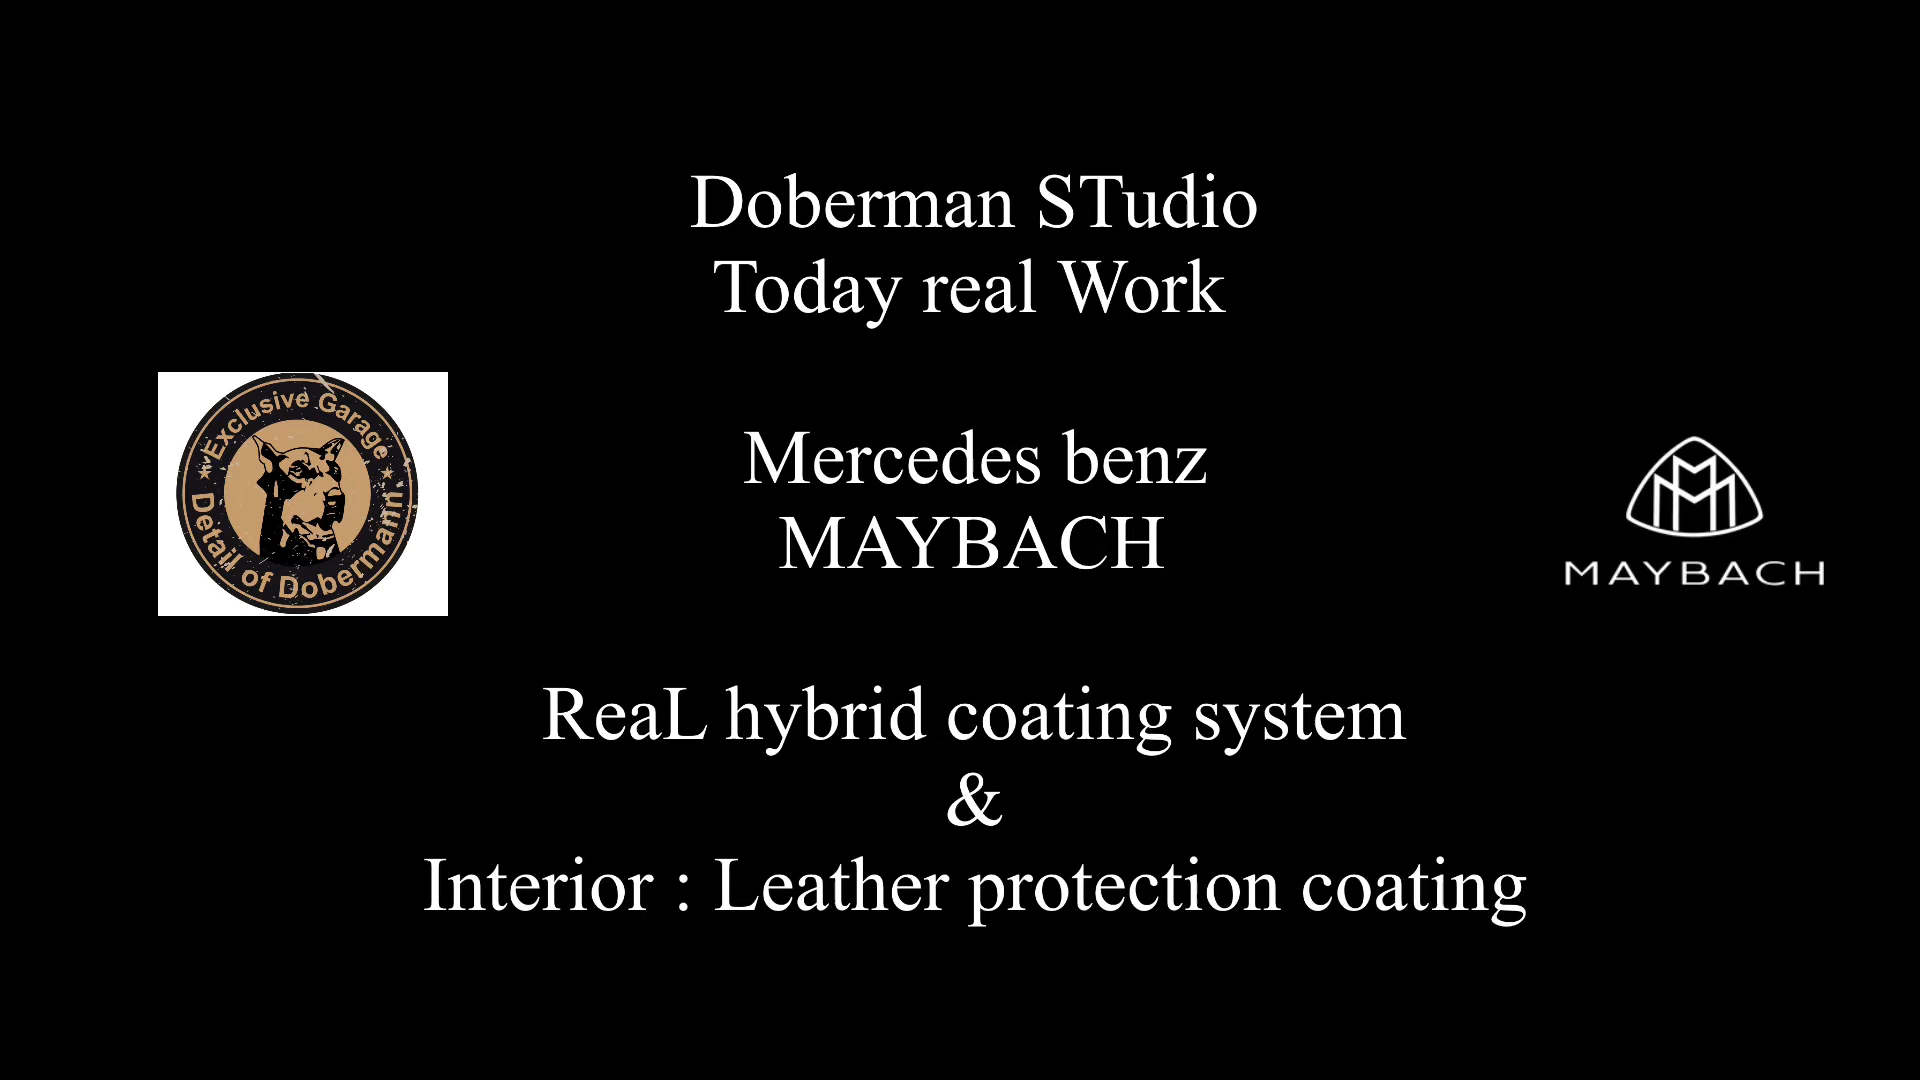 Doberman STudio
Today real Work
Exclusive Garage
Detail of Dobermann
Mercedes benz
MAYBACH
MAYBACH
ReaL hybrid coating system
&
Interior : Leather protection coating